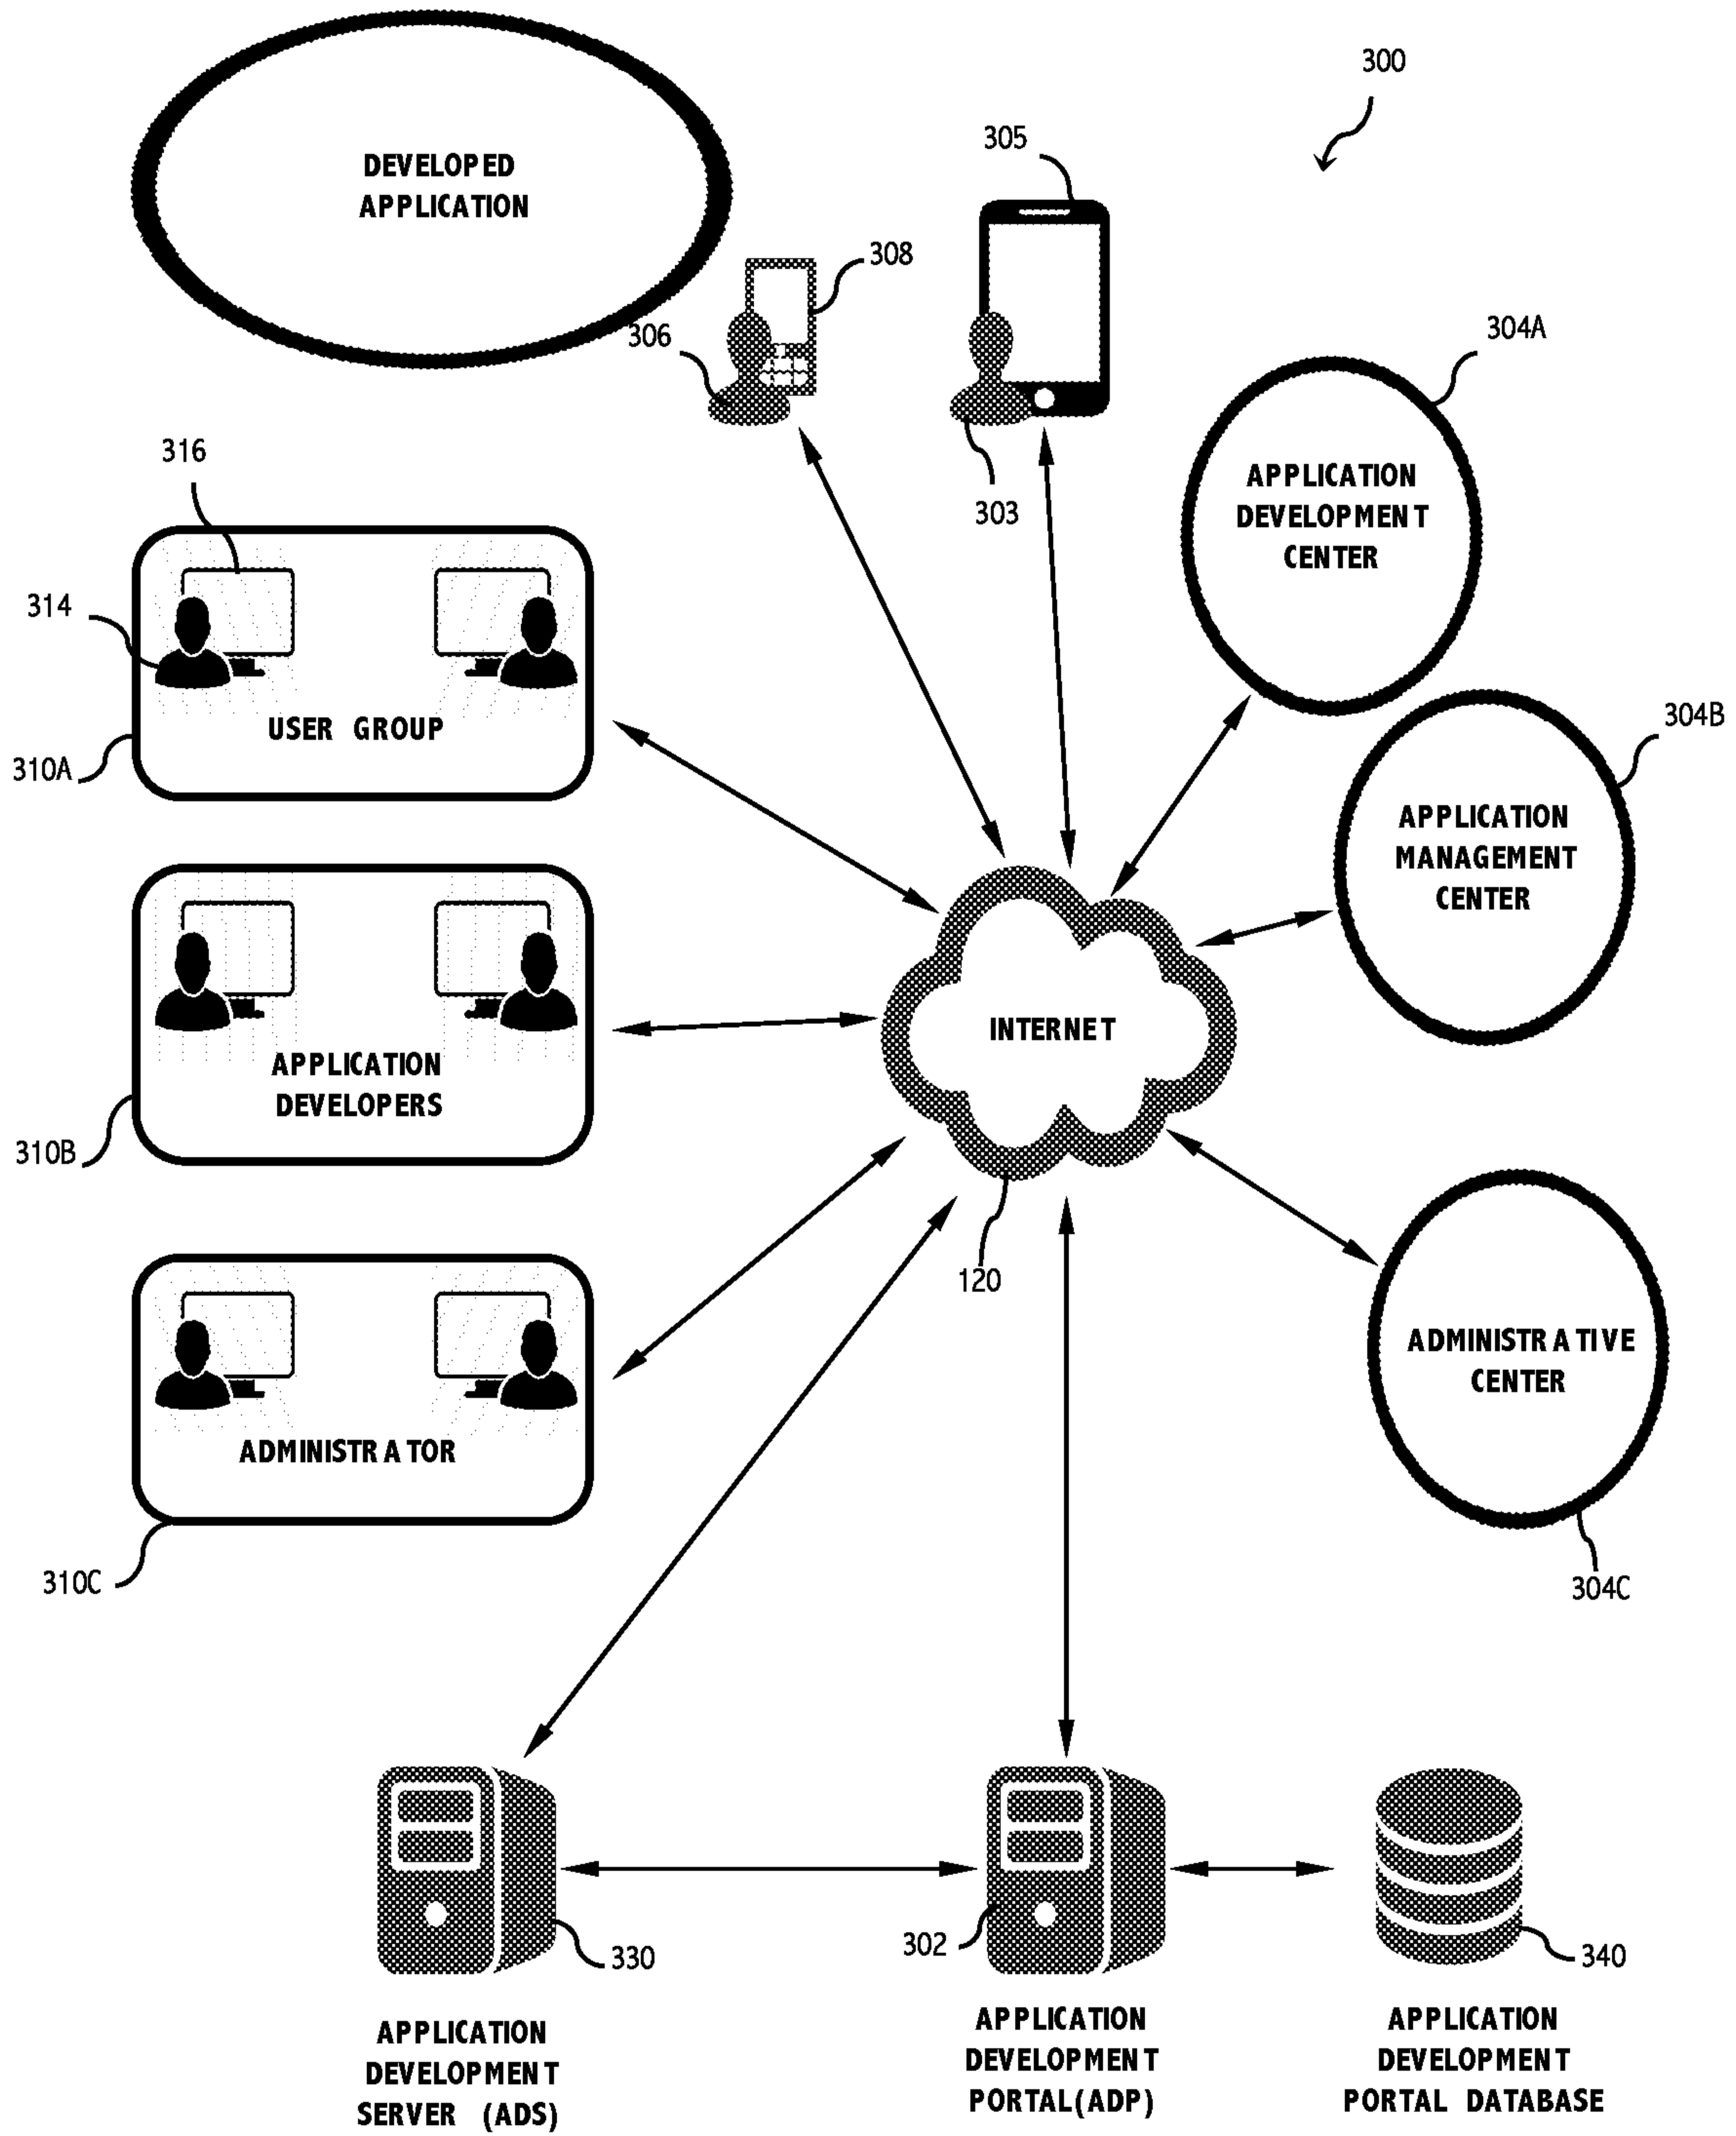 300
DEVELOPED
APPLICATION
305
308
306
303
304A
APPLICATION
DEVELOPMENT
CENTER
316
314
USER GROUP
310A
304B
APPLICATION
MANAGEMENT
CENTER
INTERNET
APPLICATION
DEVELOPERS
310B
120
ADMINISTRATIVE
CENTER
ADMINISTRATOR
310C
304C
330
302
340
APPLICATION
DEVELOPMENT
SERVER (ADS)
APPLICATION
DEVELOPMENT
PORTAL(ADP)
APPLICATION
DEVELOPMENT
PORTAL DATABASE